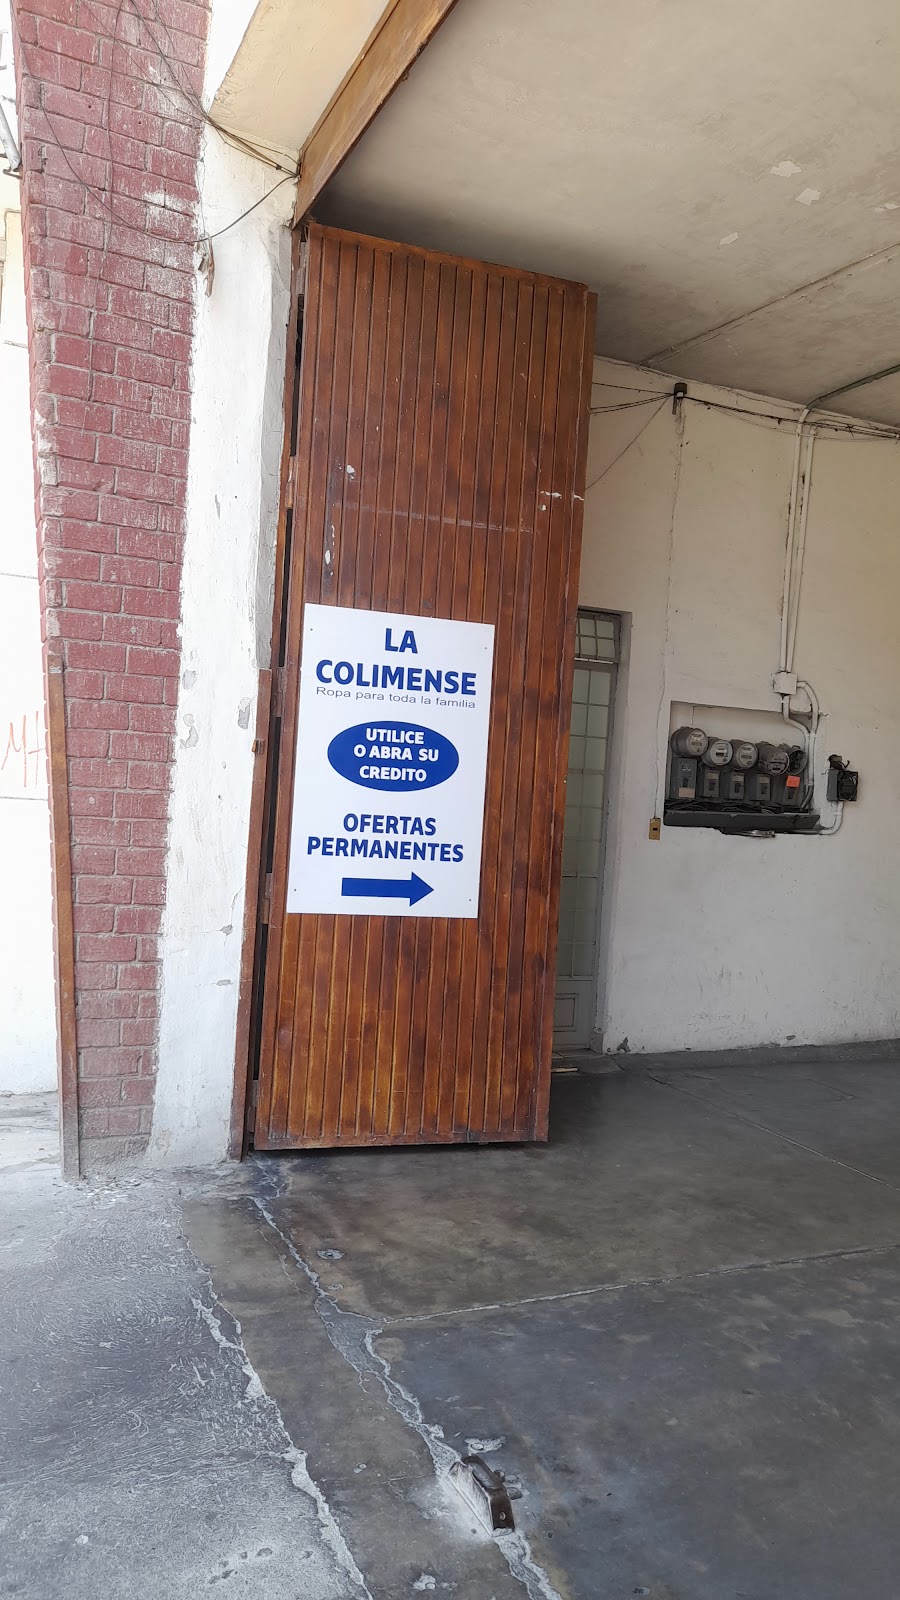 LA
COLIMENSE
Ropa para toda la familia
UTILICE
O ABRA SU
CREDITO
OFERTAS
PERMANENTES